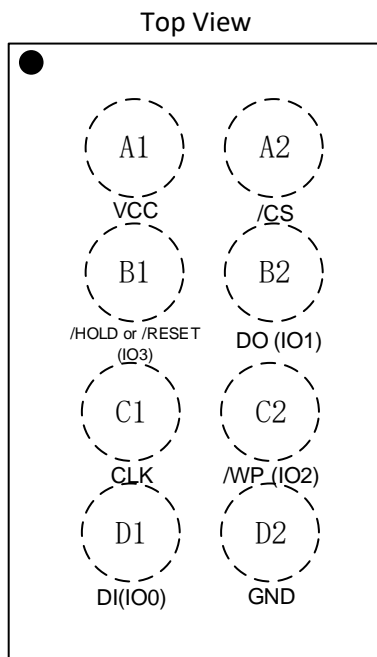 Top View
A1 A2
VCC /CS
B1 B2
/HOLD or /RESET
(IO3)
DO (IO1)
C1 C2
CLK /WP (IO2)
D1 D2
DI(IO0) GND